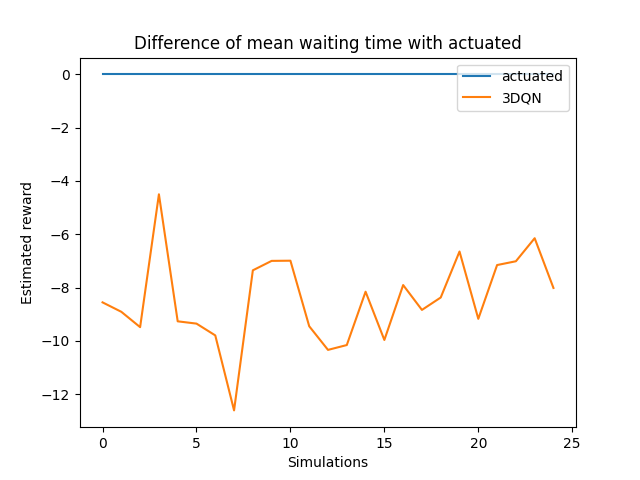 Difference of mean waiting time with actuated
actuated
3DQN
0
−2
−4
−6
−8
−10
−12
Estimated reward
0 5 10 15 20 25
Simulations